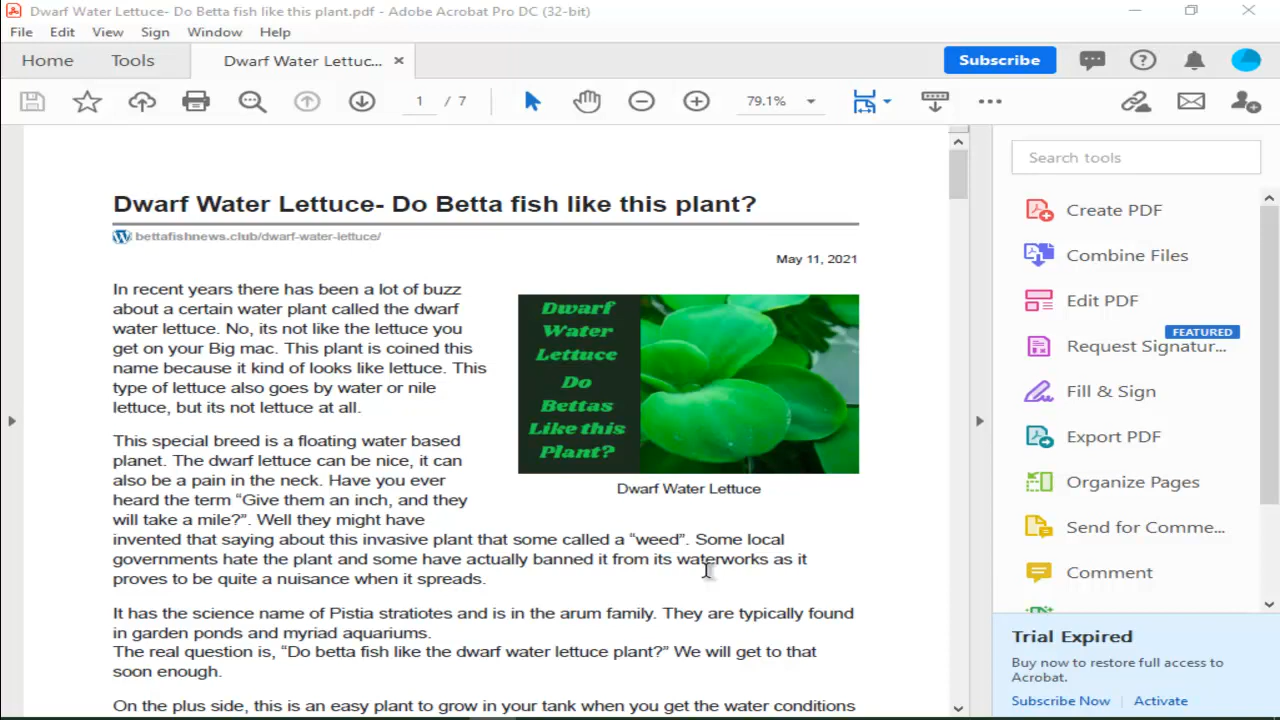 Dwarf Water Lettuce- Do Betta fish like this plant.pdf - Adobe Acrobat Pro DC (32-bit)
File Edit View Sign Window Help
Home Tools Dwarf Water Lettuc... × Subscribe
1 / 7 79.1%
Dwarf Water Lettuce- Do Betta fish like this plant?
bettafishnews.club/dwarf-water-lettuce/
May 11, 2021
In recent years there has been a lot of buzz
about a certain water plant called the dwarf
water lettuce. No, its not like the lettuce you
get on your Big mac. This plant is coined this
name because it kind of looks like lettuce. This
type of lettuce also goes by water or nile
lettuce, but its not lettuce at all.
Dwarf
Water
Lettuce
Do
Bettas
Like this
Plant?
Dwarf Water Lettuce
This special breed is a floating water based
planet. The dwarf lettuce can be nice, it can
also be a pain in the neck. Have you ever
heard the term “Give them an inch, and they
will take a mile?”. Well they might have
invented that saying about this invasive plant that some called a “weed”. Some local
governments hate the plant and some have actually banned it from its waterworks as it
proves to be quite a nuisance when it spreads.
It has the science name of Pistia stratiotes and is in the arum family. They are typically found
in garden ponds and myriad aquariums.
The real question is, “Do betta fish like the dwarf water lettuce plant?” We will get to that
soon enough.
On the plus side, this is an easy plant to grow in your tank when you get the water conditions
Search tools
Create PDF
Combine Files
Edit PDF
FEATURED
Request Signatur...
Fill & Sign
Export PDF
Organize Pages
Send for Comme...
Comment
Trial Expired
Buy now to restore full access to
Acrobat.
Subscribe Now | Activate